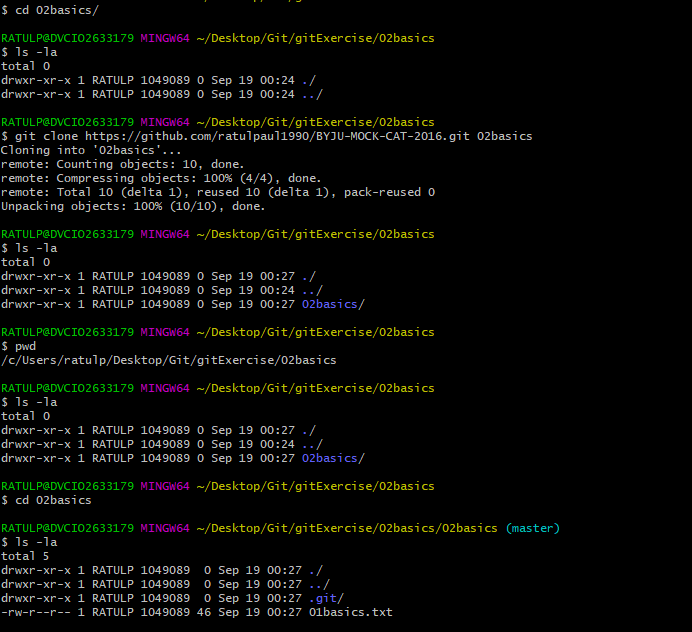 $ cd 02basics/
RATULP@DVCIO2633179 MINGW64 ~/Desktop/Git/gitExercise/02basics
$ ls -la
total 0
drwxr-xr-x 1 RATULP 1049089 0 Sep 19 00:24 ./
drwxr-xr-x 1 RATULP 1049089 0 Sep 19 00:24 ../
RATULP@DVCIO2633179 MINGW64 ~/Desktop/Git/gitExercise/02basics
$ git clone https://github.com/ratulpaul1990/BYJU-MOCK-CAT-2016.git 02basics
Cloning into '02basics'...
remote: Counting objects: 10, done.
remote: Compressing objects: 100% (4/4), done.
remote: Total 10 (delta 1), reused 10 (delta 1), pack-reused 0
Unpacking objects: 100% (10/10), done.
RATULP@DVCIO2633179 MINGW64 ~/Desktop/Git/gitExercise/02basics
$ ls -la
total 0
drwxr-xr-x 1 RATULP 1049089 0 Sep 19 00:27 ./
drwxr-xr-x 1 RATULP 1049089 0 Sep 19 00:24 ../
drwxr-xr-x 1 RATULP 1049089 0 Sep 19 00:27 02basics/
RATULP@DVCIO2633179 MINGW64 ~/Desktop/Git/gitExercise/02basics
$ pwd
/c/Users/ratulp/Desktop/Git/gitExercise/02basics
RATULP@DVCIO2633179 MINGW64 ~/Desktop/Git/gitExercise/02basics
$ ls -la
total 0
drwxr-xr-x 1 RATULP 1049089 0 Sep 19 00:27 ./
drwxr-xr-x 1 RATULP 1049089 0 Sep 19 00:24 ../
drwxr-xr-x 1 RATULP 1049089 0 Sep 19 00:27 02basics/
RATULP@DVCIO2633179 MINGW64 ~/Desktop/Git/gitExercise/02basics
$ cd 02basics
RATULP@DVCIO2633179 MINGW64 ~/Desktop/Git/gitExercise/02basics/02basics (master)
$ ls -la
total 5
drwxr-xr-x 1 RATULP 1049089  0 Sep 19 00:27 ./
drwxr-xr-x 1 RATULP 1049089  0 Sep 19 00:27 ../
drwxr-xr-x 1 RATULP 1049089  0 Sep 19 00:27 .git/
-rw-r--r-- 1 RATULP 1049089 46 Sep 19 00:27 01basics.txt